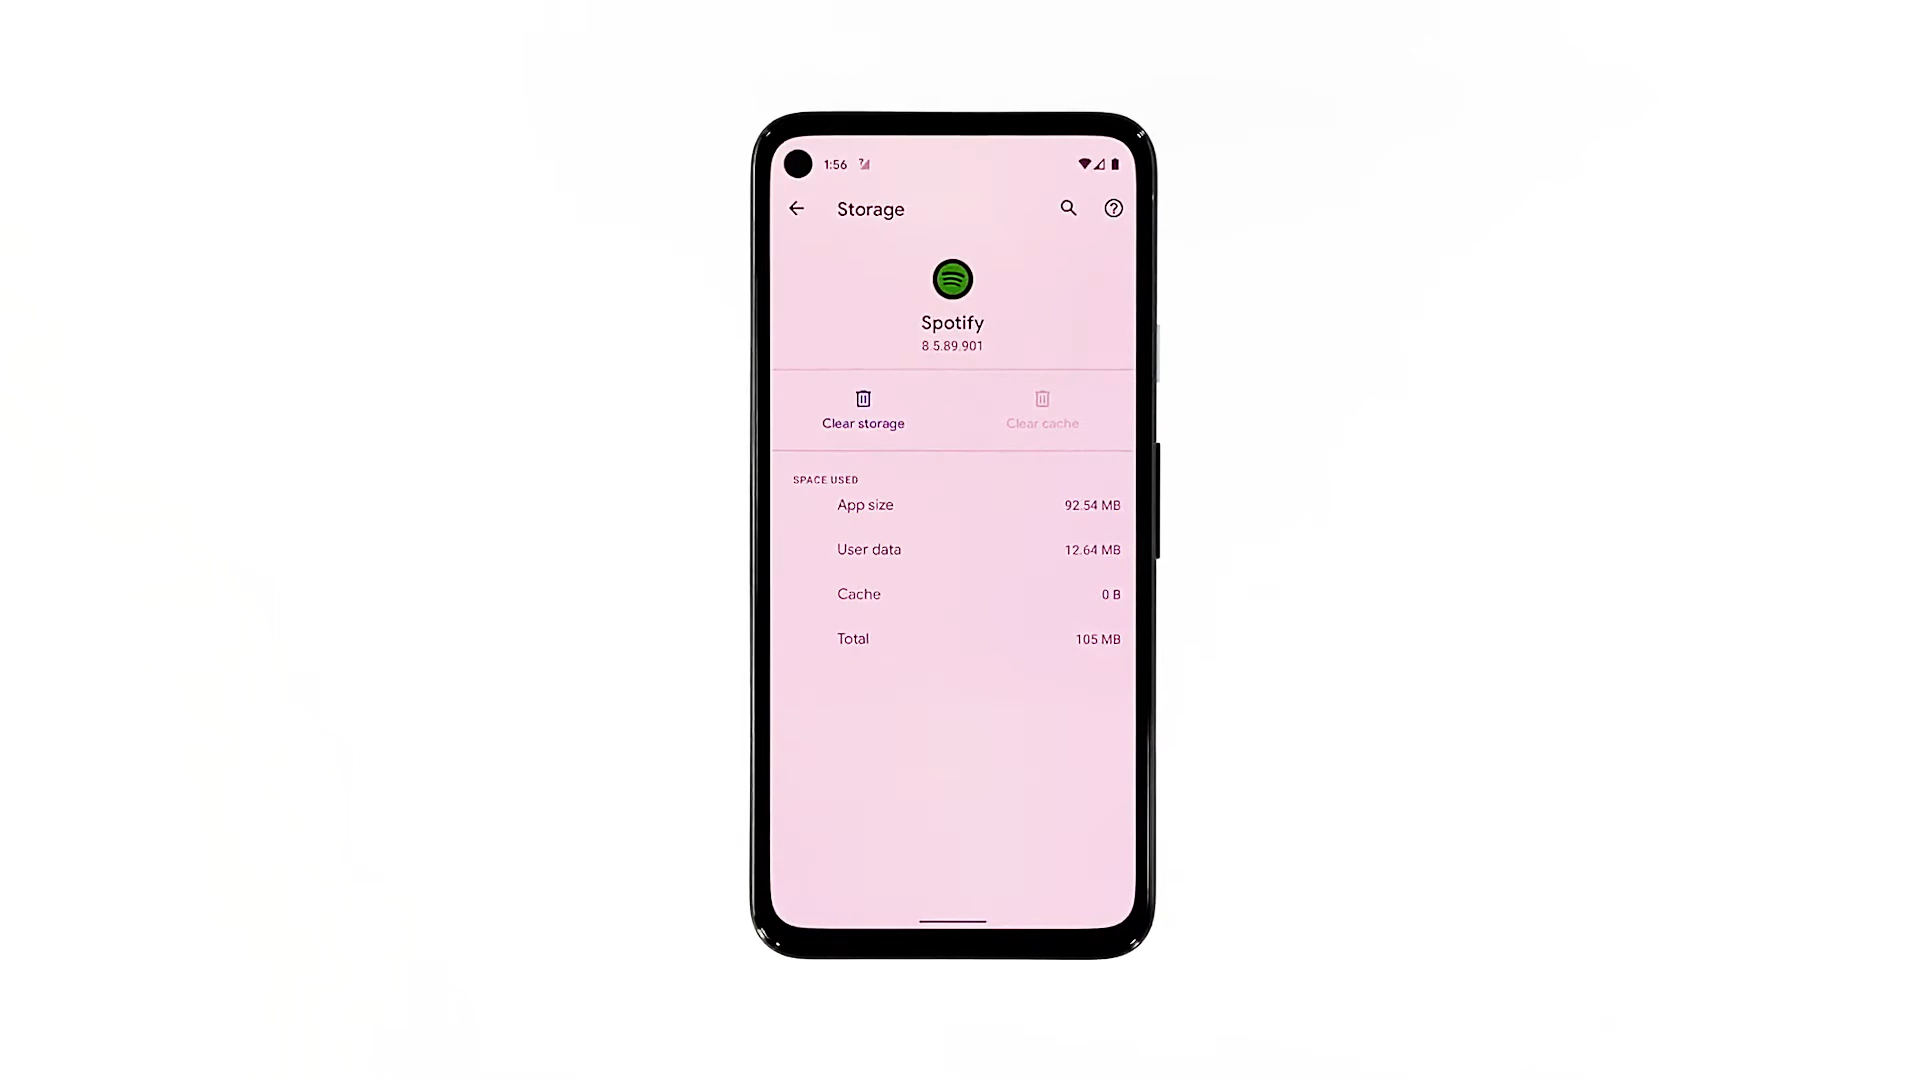 1:56
Storage
Spotify
8.5.89.901
Clear storage
Clear cache
SPACE USED
App size 92.54 MB
User data 12.64 MB
Cache 0 B
Total 105 MB